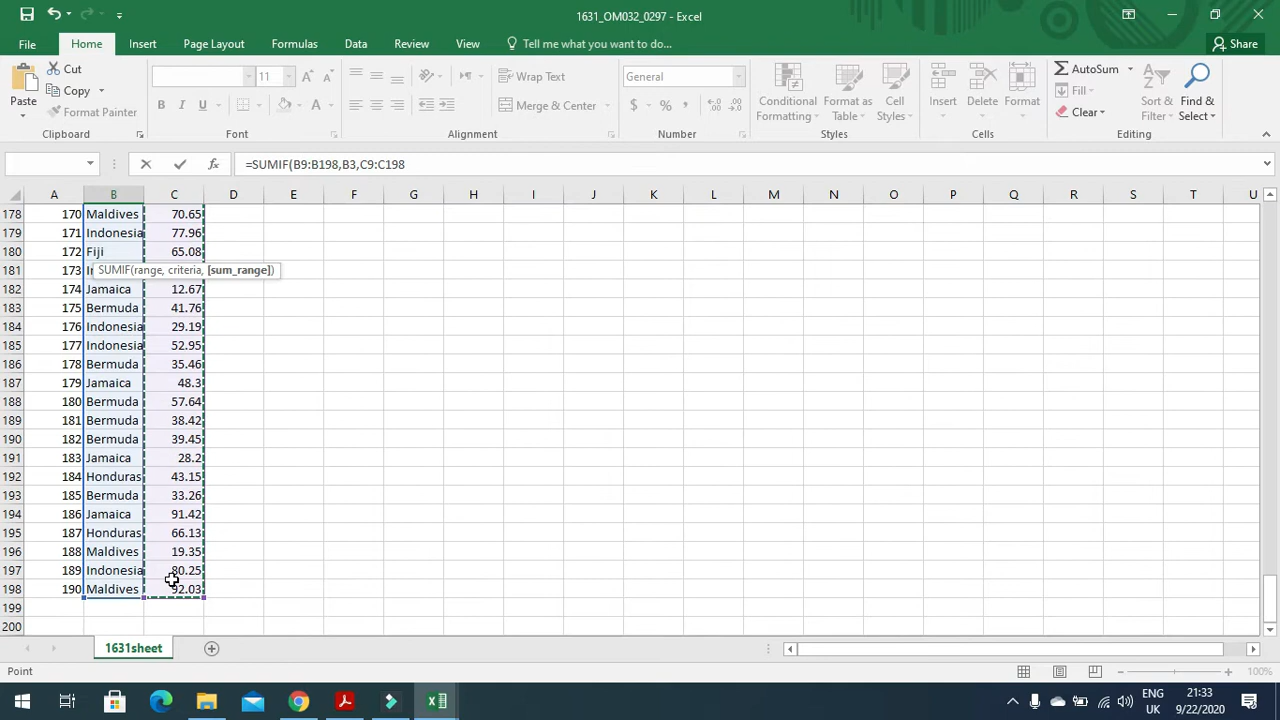 1631_OM032_0297 - Excel
File Home Insert Page Layout Formulas Data Review View Tell me what you want to do... Share
Paste Cut Copy Format Painter
11 Wrap Text Merge & Center General
Conditional Formatting Format as Table Cell Styles Insert Delete Format
AutoSum Fill Clear Sort & Filter Find & Select
Clipboard Font Alignment Number Styles Cells Editing
=SUMIF(B9:B198,B3,C9:C198
A B C D E F G H I J K L M N O P Q R S T U
178 170 Maldives 70.65
179 171 Indonesia 77.96
180 172 Fiji 65.08
181 173 SUMIF(range, criteria, [sum_range])
182 174 Jamaica 12.67
183 175 Bermuda 41.76
184 176 Indonesia 29.19
185 177 Indonesia 52.95
186 178 Bermuda 35.46
187 179 Jamaica 48.3
188 180 Bermuda 57.64
189 181 Bermuda 38.42
190 182 Bermuda 39.45
191 183 Jamaica 28.2
192 184 Honduras 43.15
193 185 Bermuda 33.26
194 186 Jamaica 91.42
195 187 Honduras 66.13
196 188 Maldives 19.35
197 189 Indonesia 80.25
198 190 Maldives 92.03
199
200
1631sheet
Point 100%
ENG 21:33
UK 9/22/2020